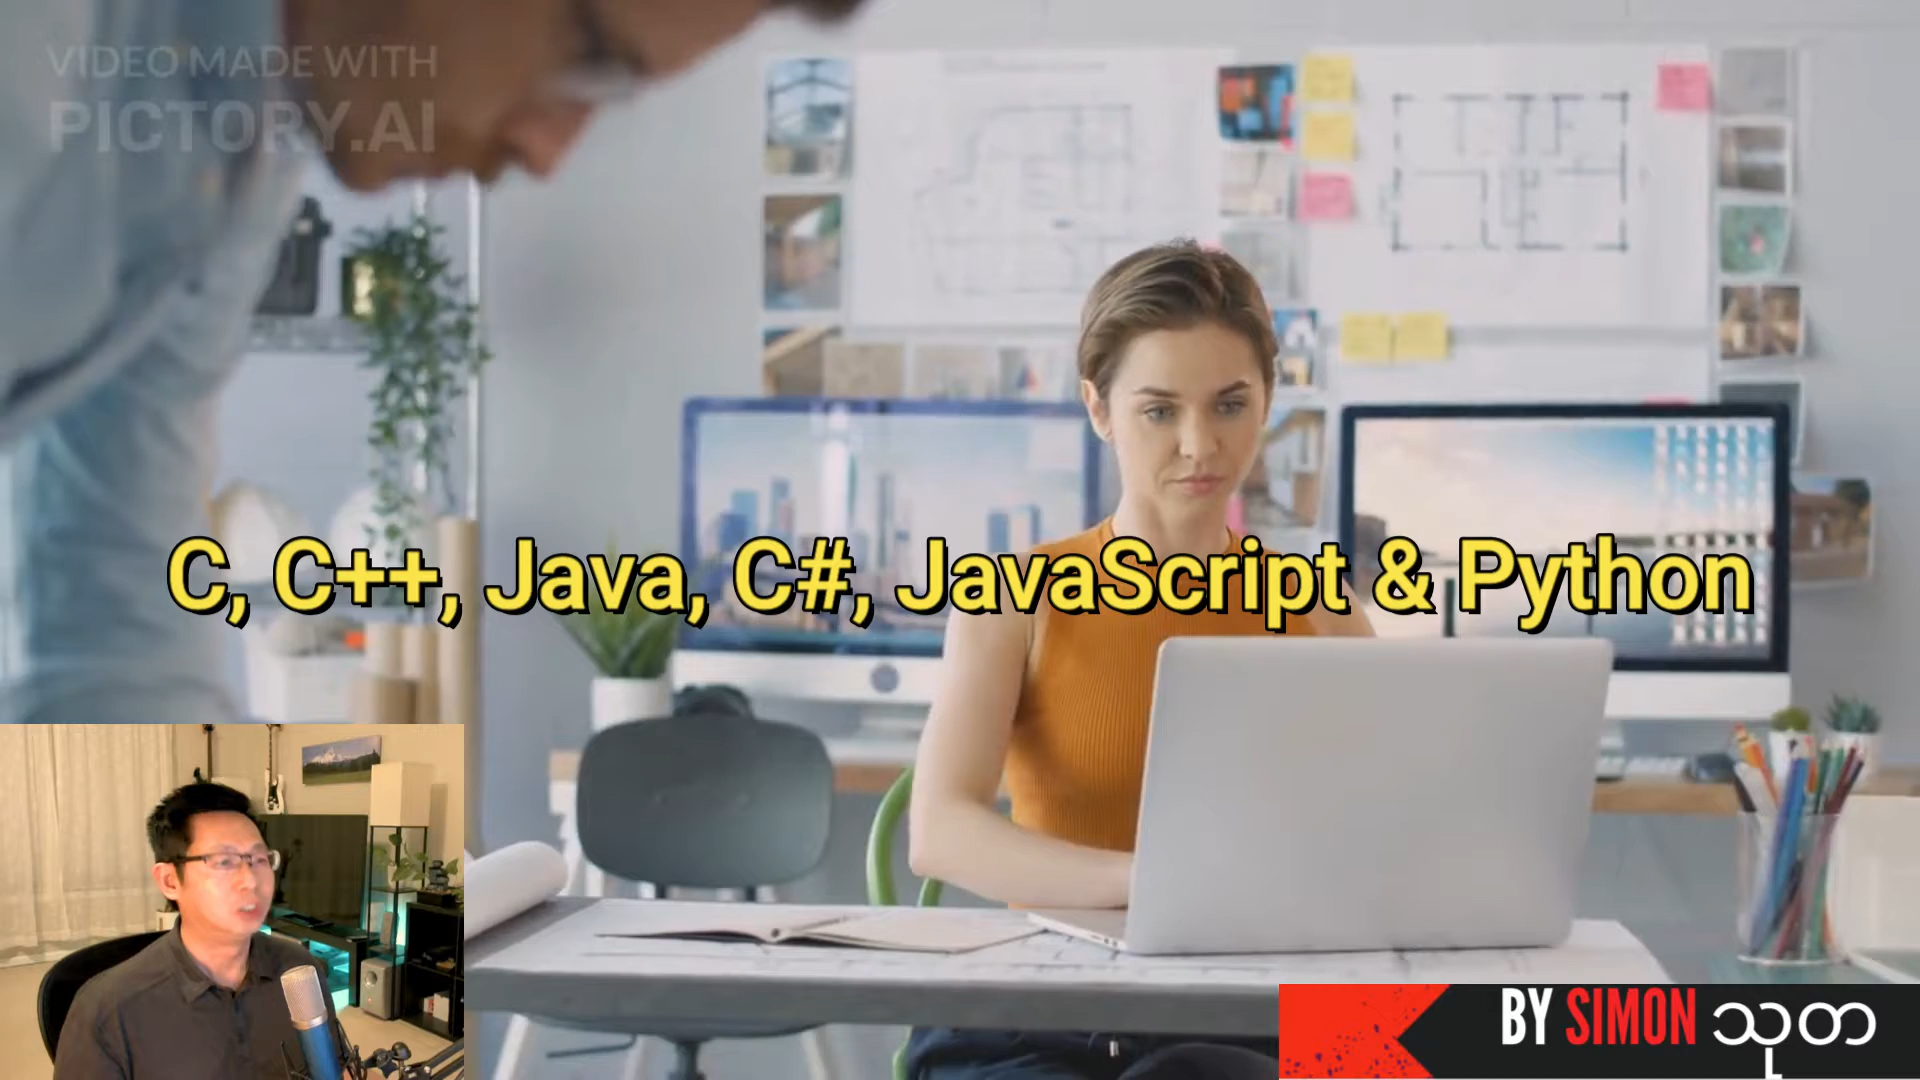 VIDEO MADE WITH
PICTORY.AI
C, C++, Java, C#, JavaScript & Python
BY SIMON သုတ